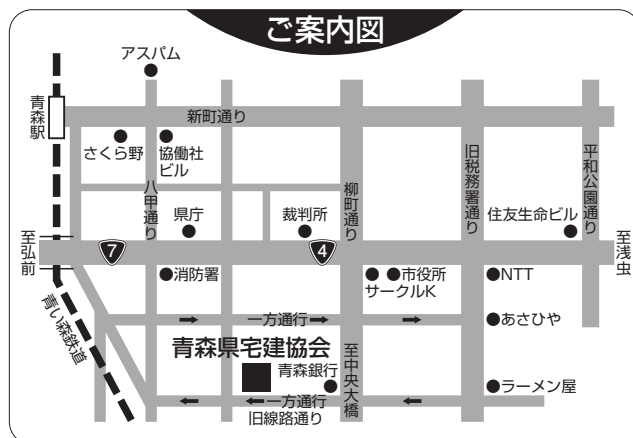 ご案内図
アスパム
青森駅
新町通り
さくら野
協働社
ビル
八甲通り
柳町通り
旧税務署通り
平和公園通り
県庁
裁判所
住友生命ビル
至弘前
7
4
至浅虫
消防署
市役所
サークルK
NTT
青い森鉄道
一方通行
あさひや
青森県宅建協会
青森銀行
至中央大橋
ラーメン屋
一方通行
旧線路通り